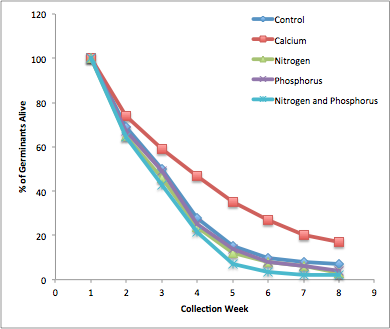 Control
Calcium
Nitrogen
Phosphorus
Nitrogen and Phosphorus
% of Germinants Alive
120
100
80
60
40
20
0
0 1 2 3 4 5 6 7 8 9
Collection Week